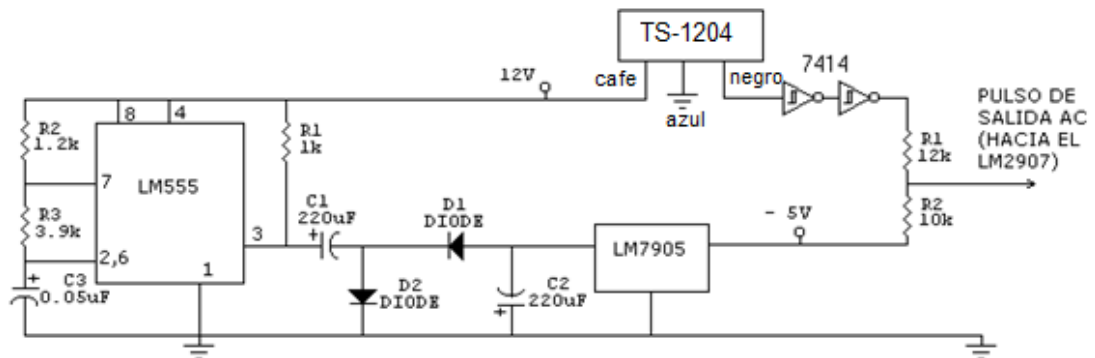 TS-1204
cafe
negro
azul
7414
12V
PULSO DE
SALIDA AC
(HACIA EL
LM2907)
8
4
R2
1.2k
R1
1k
R1
12k
7
LM555
R3
3.9k
2,6
3
1
C1
220uF
+
D1
DIODE
- 5V
R2
10k
LM7905
+
C3
0.05uF
D2
DIODE
C2
220uF
+